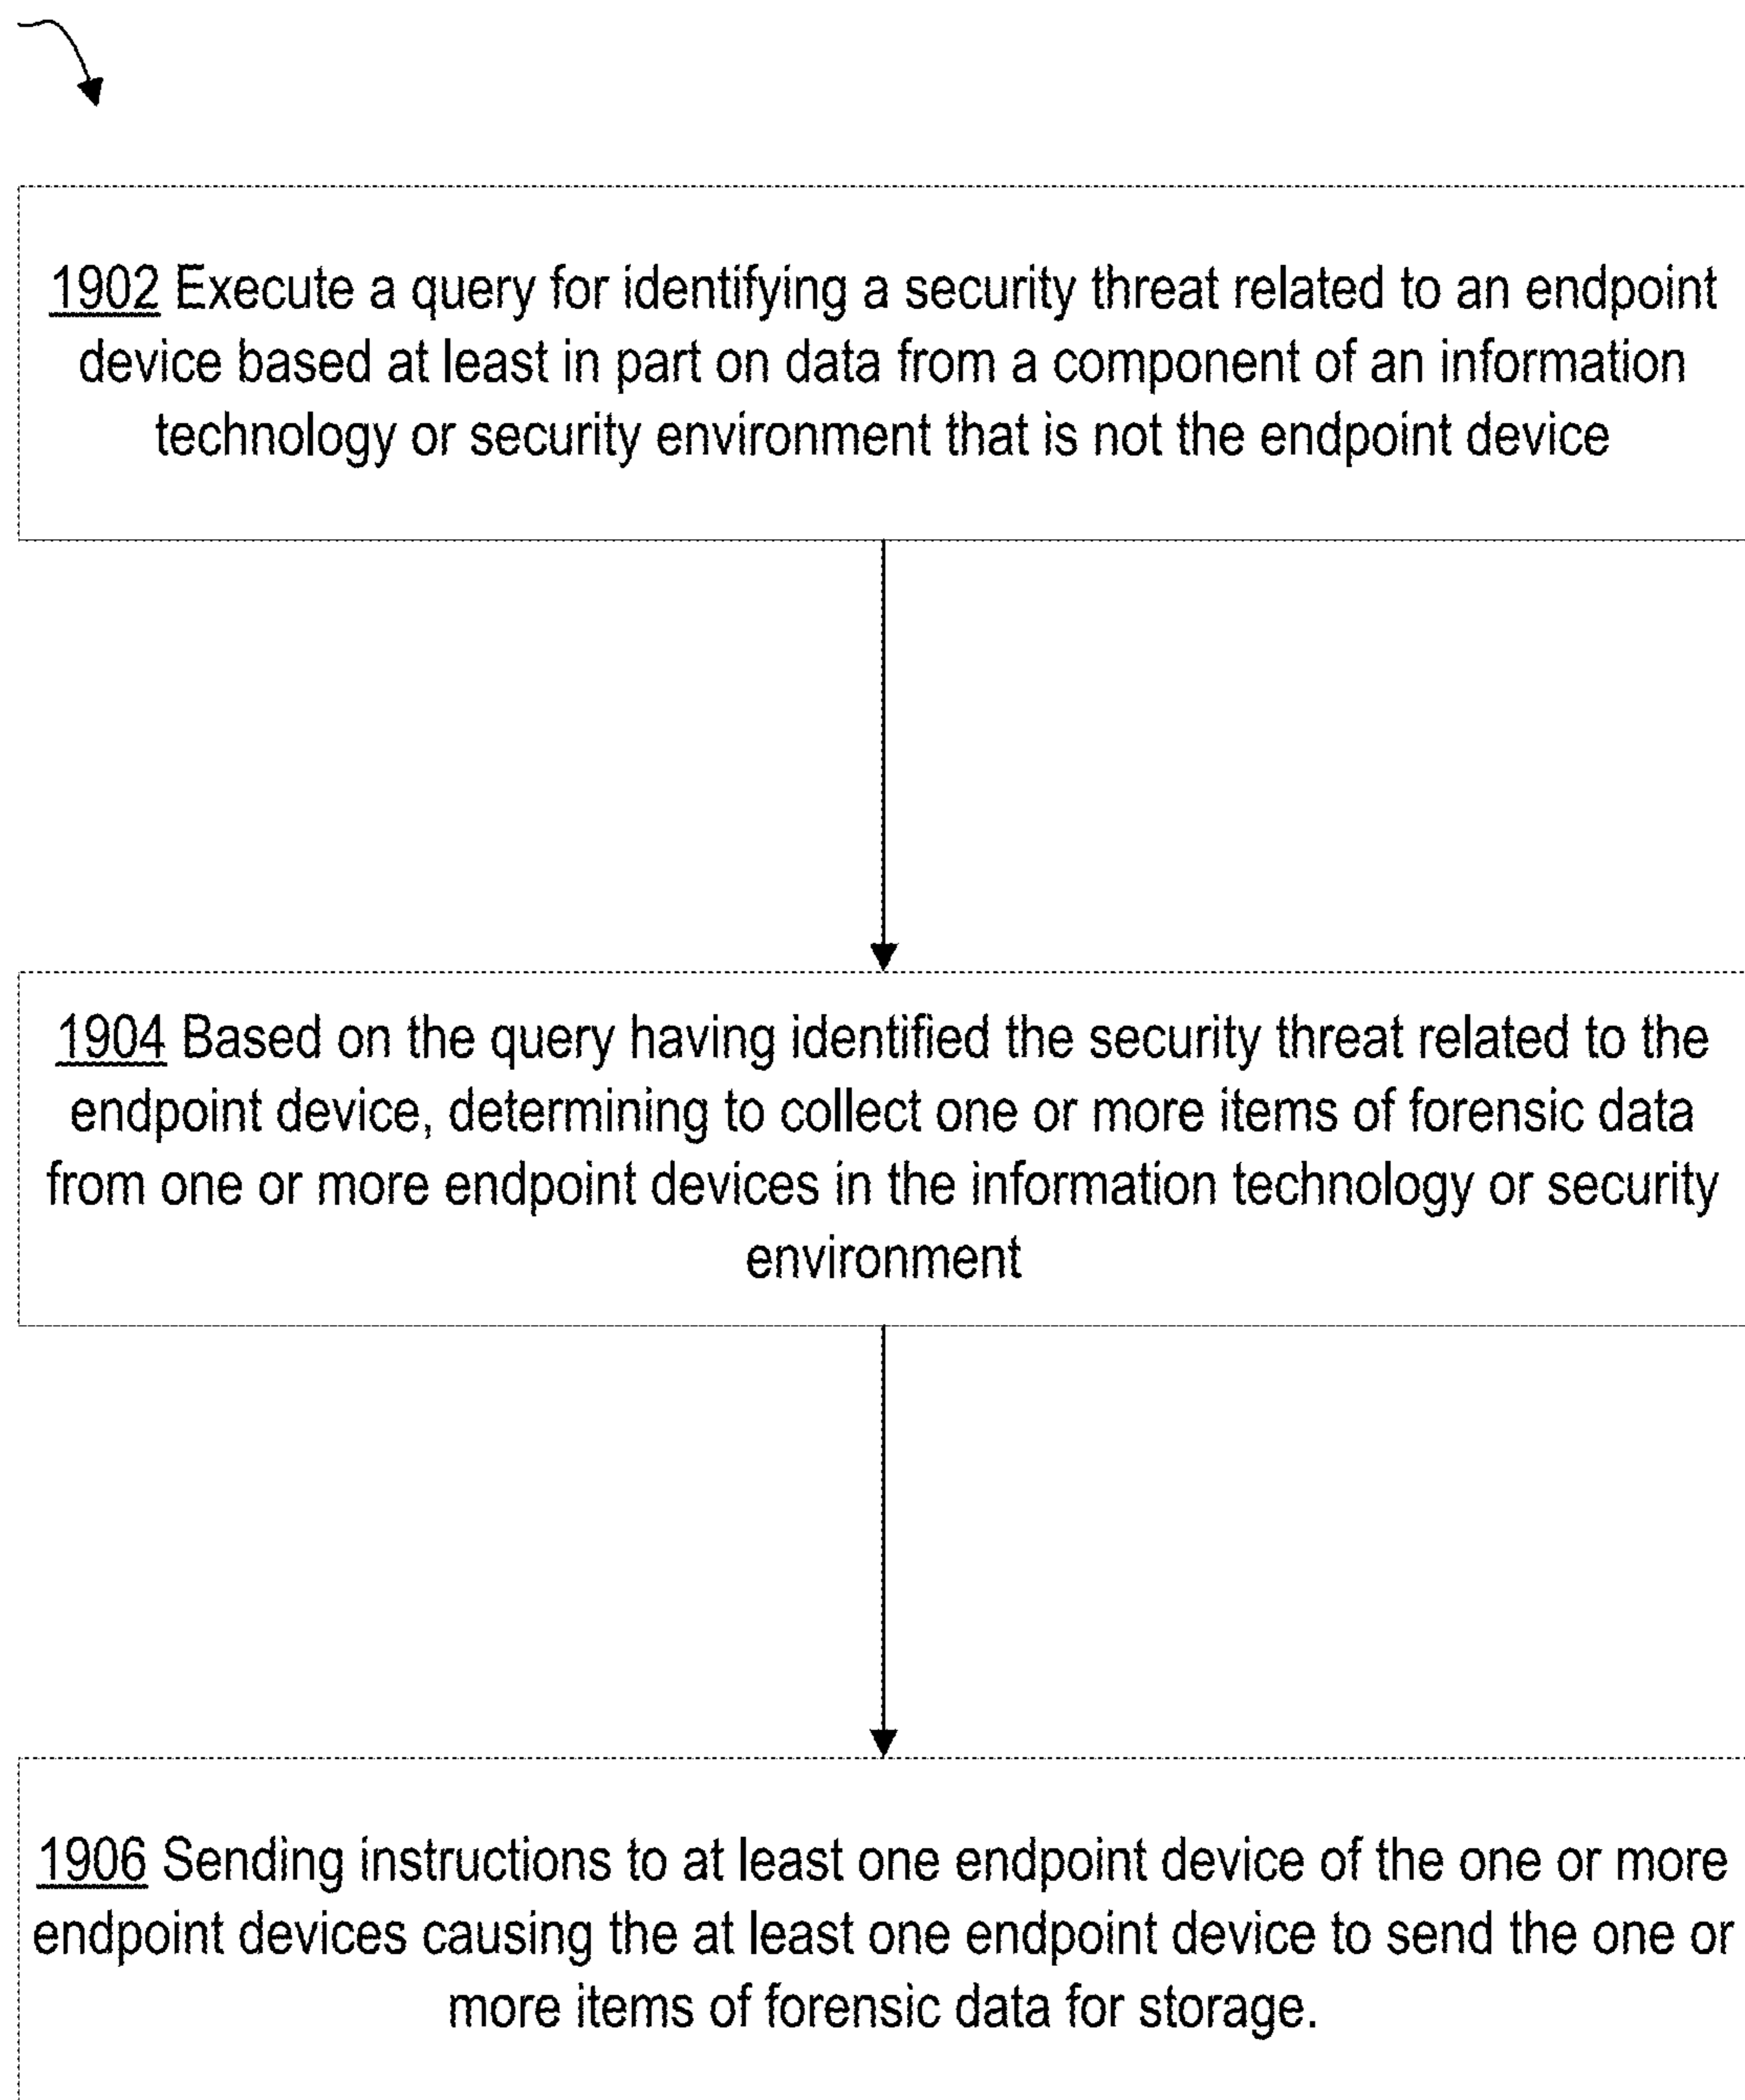 1902 Execute a query for identifying a security threat related to an endpoint
device based at least in part on data from a component of an information
technology or security environment that is not the endpoint device
1904 Based on the query having identified the security threat related to the
endpoint device, determining to collect one or more items of forensic data
from one or more endpoint devices in the information technology or security
environment
1906 Sending instructions to at least one endpoint device of the one or more
endpoint devices causing the at least one endpoint device to send the one or
more items of forensic data for storage.